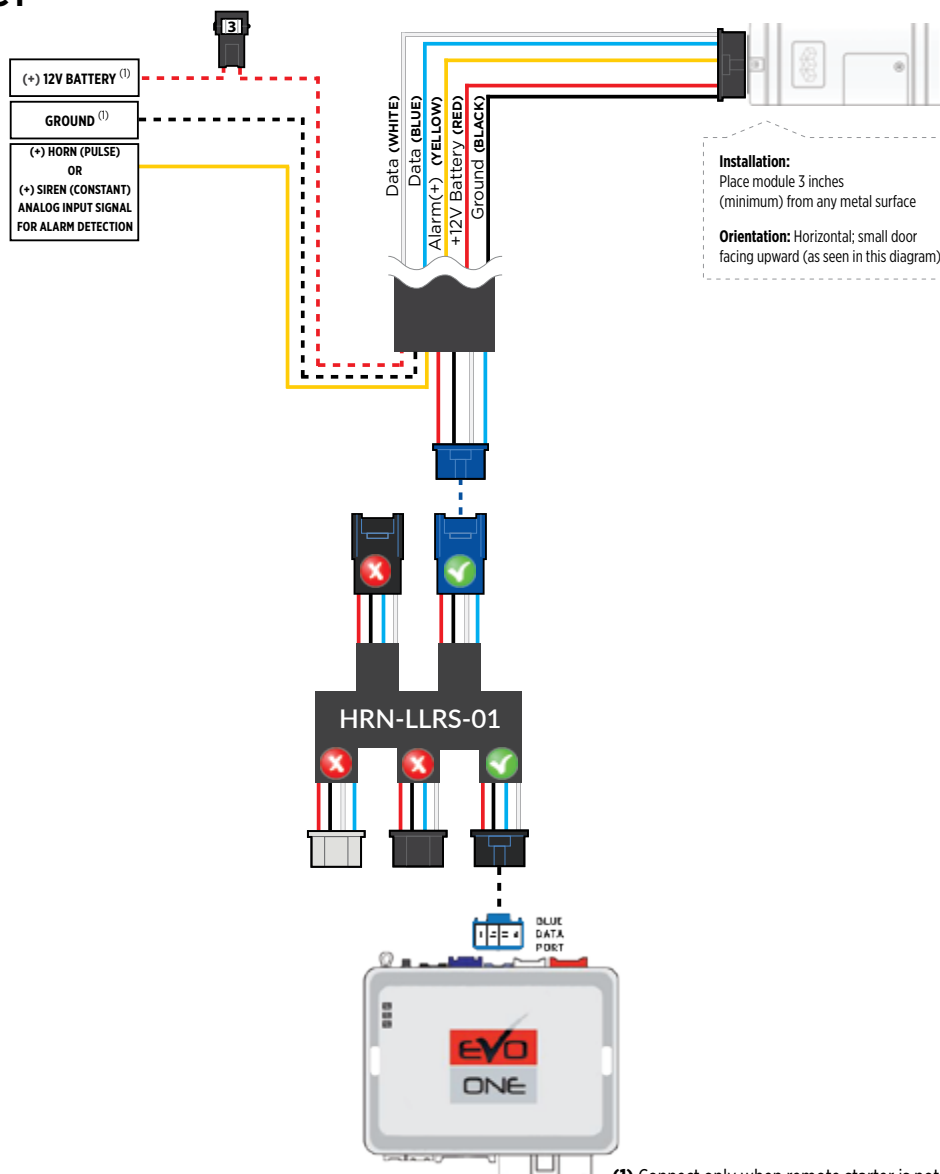 3
(+) 12V BATTERY (1)
GROUND (1)
(+) HORN (PULSE)
OR
(+) SIREN (CONSTANT)
ANALOG INPUT SIGNAL
FOR ALARM DETECTION
Data (WHITE)
Data (BLUE)
Alarm(+) (YELLOW)
+12V Battery (RED)
Ground (BLACK)
Installation:
Place module 3 inches
(minimum) from any metal surface
Orientation: Horizontal; small door
facing upward (as seen in this diagram)
HRN-LLRS-01
BLUE
DATA
PORT
EVO
ONE
(1) Connect only when remote starter is not